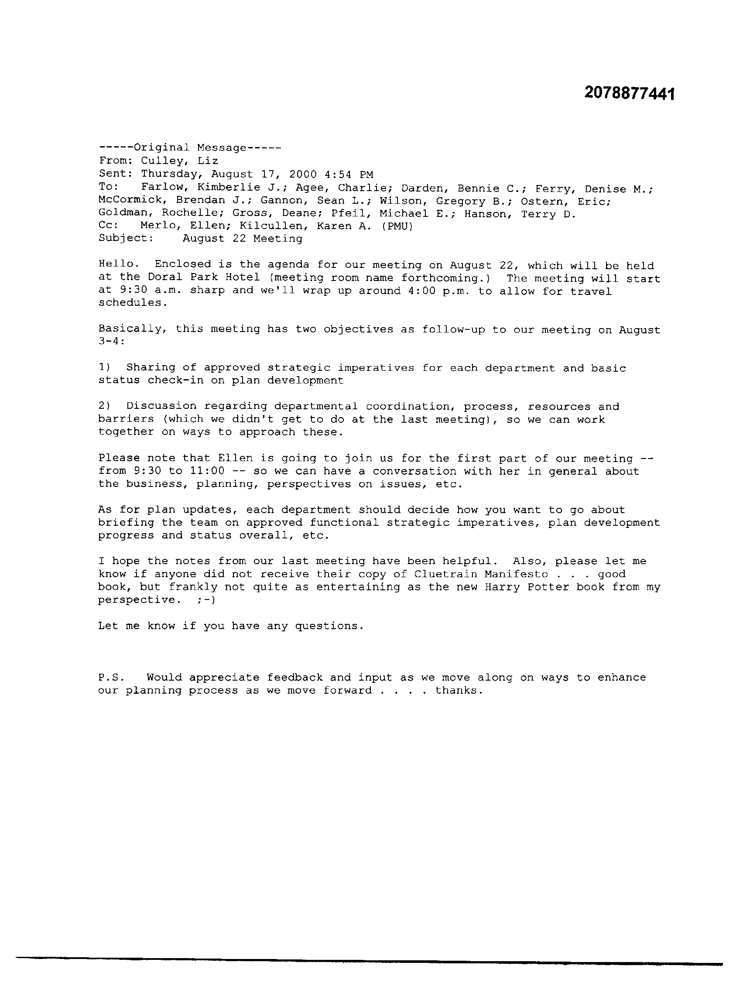 2078877441
-----Original Message-----
From: Culley, Liz
Sent: Thursday, August 17, 2000 4:54 PM
To: Farlow, Kimberlie J.; Agee, Charlie; Darden, Bennie C.; Ferry, Denise M.;
McCormick, Brendan J.; Gannon, Sean L.; Wilson, Gregory B.; Ostern, Eric;
Goldman, Rochelle; Gross, Deane; Pfeil, Michael E.; Hanson, Terry D.
Cc: Merlo, Ellen; Kilcullen, Karen A. (PMU)
Subject: August 22 Meeting
Hello. Enclosed is the agenda for our meeting on August 22, which will be held
at the Doral Park Hotel (meeting room name forthcoming.) The meeting will start
at 9:30 a.m. sharp and we'll wrap up around 4:00 p.m. to allow for travel
schedules.
Basically, this meeting has two objectives as follow-up to our meeting on August
3-4:
1) Sharing of approved strategic imperatives for each department and basic
status check-in on plan development
2) Discussion regarding departmental coordination, process, resources and
barriers (which we didn't get to do at the last meeting), so we can work
together on ways to approach these.
Please note that Ellen is going to join us for the first part of our meeting --
from 9:30 to 11:00 -- so we can have a conversation with her in general about
the business, planning, perspectives on issues, etc.
As for plan updates, each department should decide how you want to go about
briefing the team on approved functional strategic imperatives, plan development
progress and status overall, etc.
I hope the notes from our last meeting have been helpful. Also, please let me
know if anyone did not receive their copy of Cluetrain Manifesto . . . good
book, but frankly not quite as entertaining as the new Harry Potter book from my
perspective. ;-)
Let me know if you have any questions.
P.S. Would appreciate feedback and input as we move along on ways to enhance
our planning process as we move forward . . . . thanks.